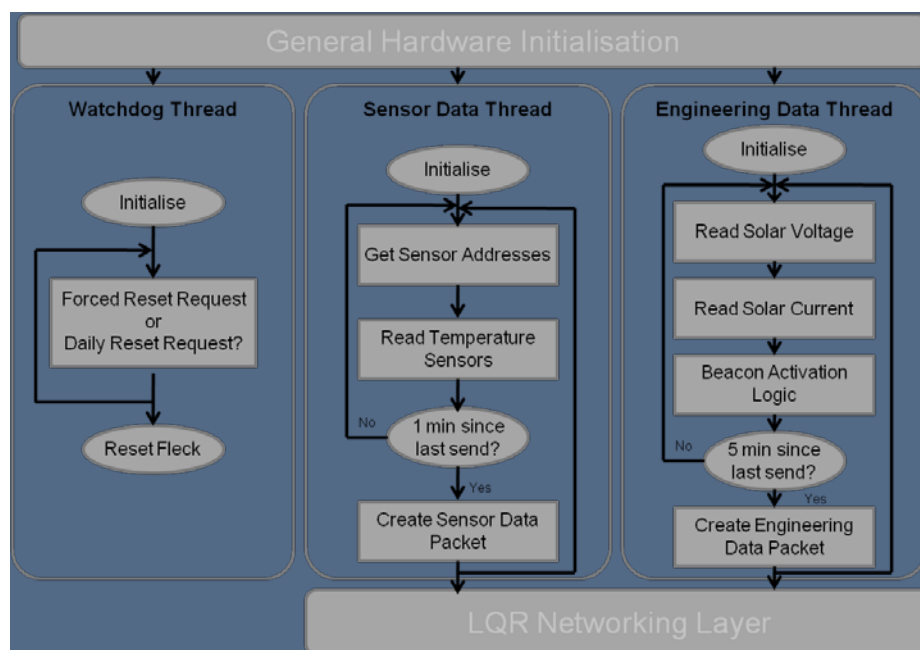 General Hardware Initialisation
Watchdog Thread
Initialise
Forced Reset Request
or
Daily Reset Request?
Reset Fleck
Sensor Data Thread
Initialise
Get Sensor Addresses
Read Temperature
Sensors
1 min since
last send?
No
Yes
Create Sensor Data
Packet
Engineering Data Thread
Initialise
Read Solar Voltage
Read Solar Current
Beacon Activation
Logic
5 min since
last send?
No
Yes
Create Engineering
Data Packet
LQR Networking Layer